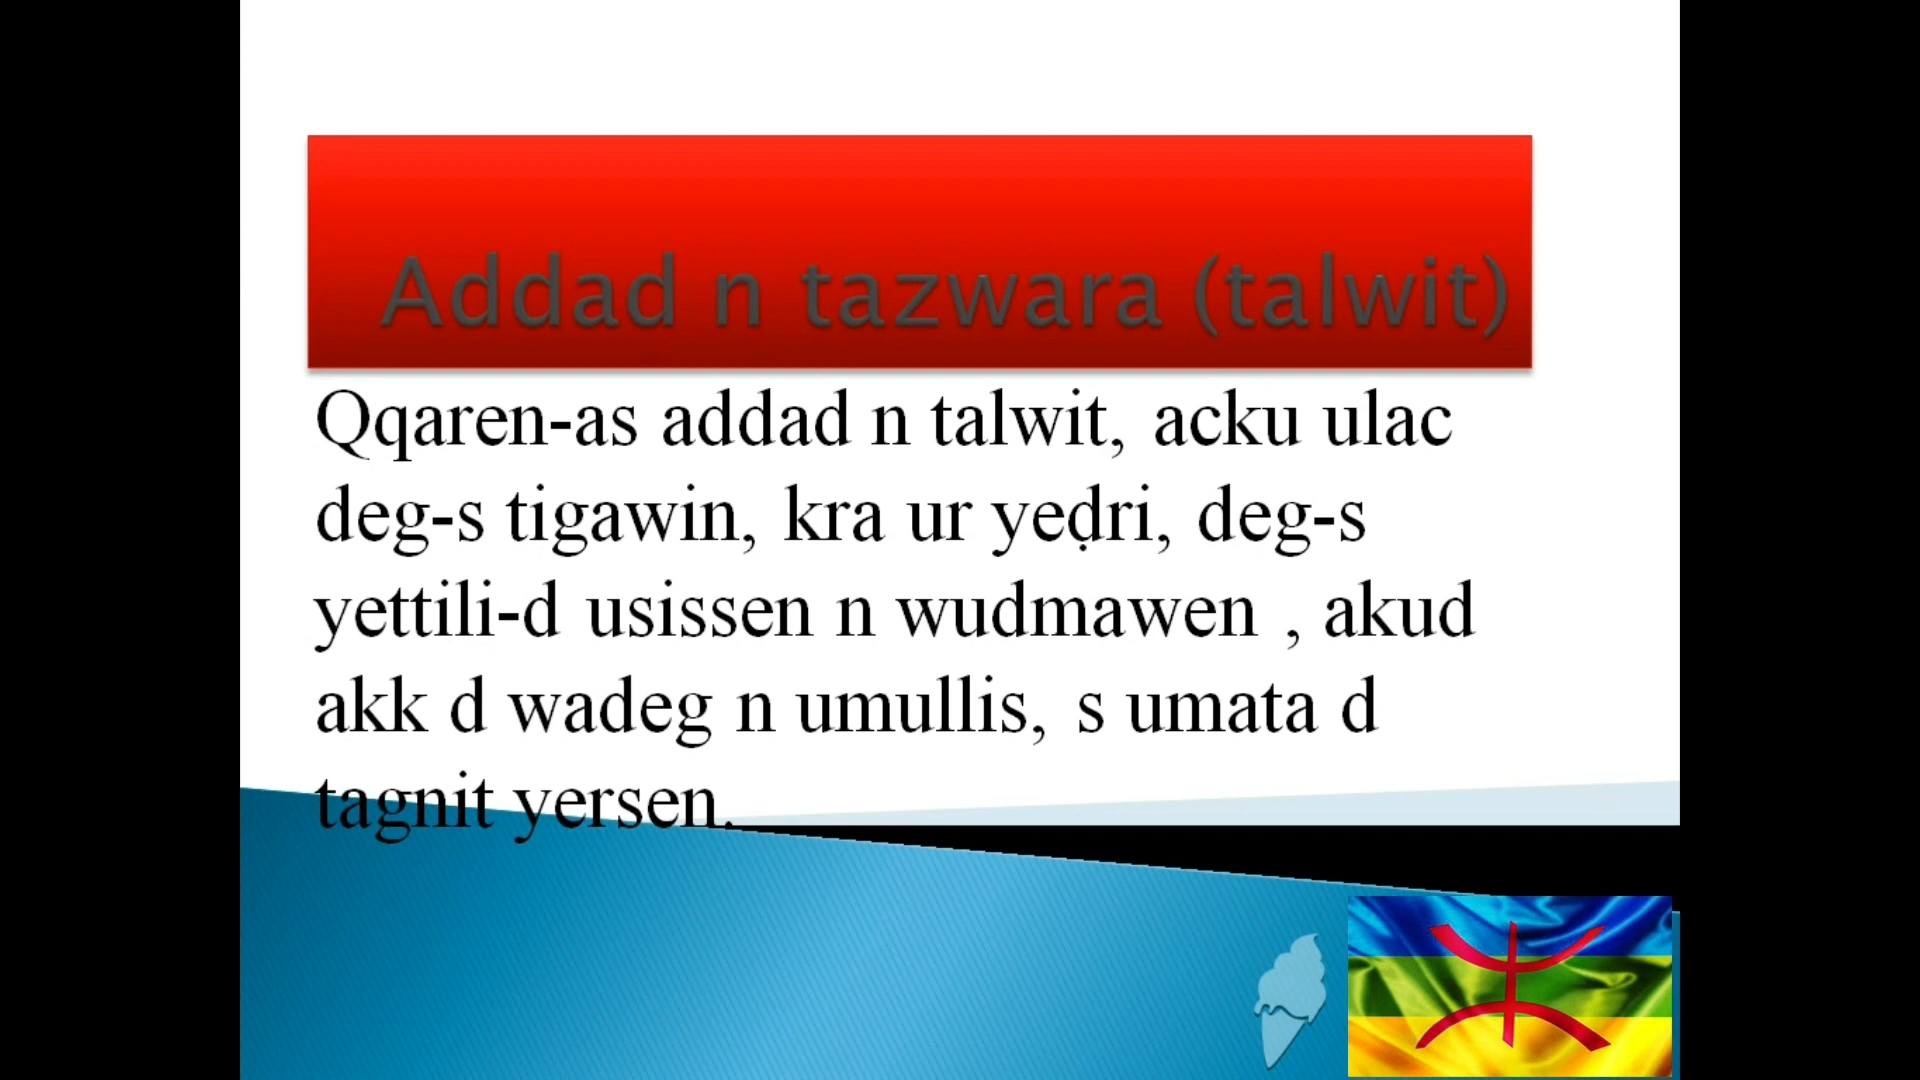 Addad n tazwara (talwit)
Qqaren-as addad n talwit, acku ulac
deg-s tigawin, kra ur yeḍri, deg-s
yettili-d usissen n wudmawen , akud
akk d wadeg n umullis, s umata d
tagnit yersen.